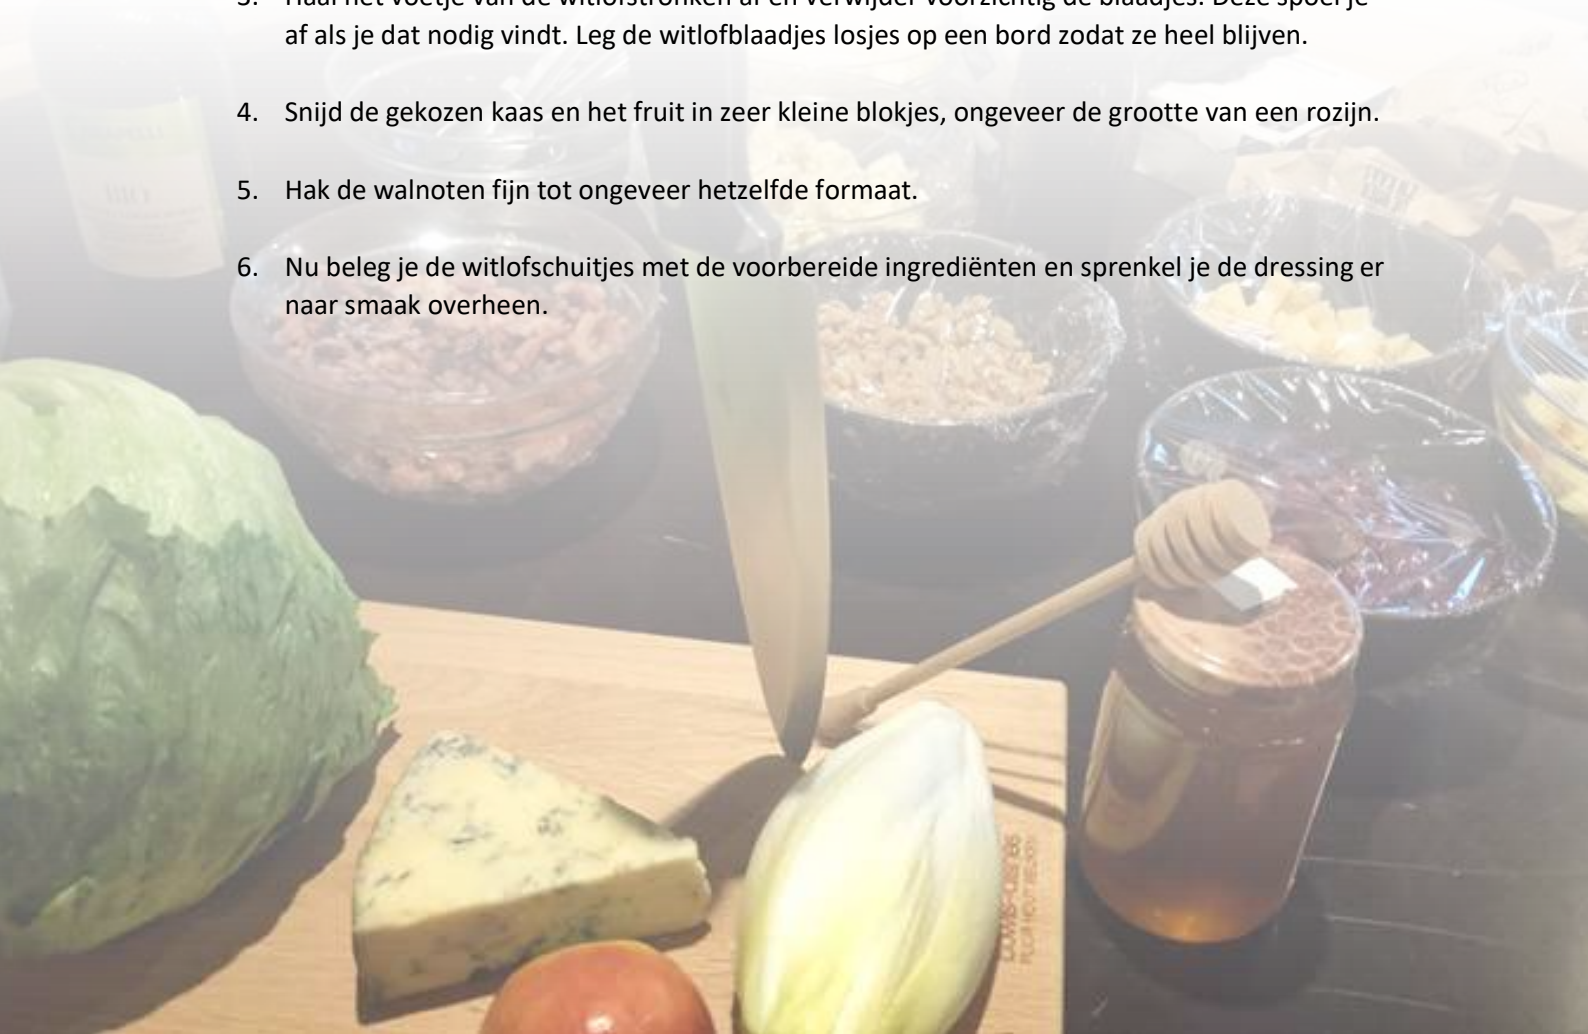 3. Haal het voetje van de witlofstronken af en verwijder voorzichtig de blaadjes. Deze spoel je
af als je dat nodig vindt. Leg de witlofblaadjes losjes op een bord zodat ze heel blijven.
4. Snijd de gekozen kaas en het fruit in zeer kleine blokjes, ongeveer de grootte van een rozijn.
5. Hak de walnoten fijn tot ongeveer hetzelfde formaat.
6. Nu beleg je de witlofschuitjes met de voorbereide ingrediënten en sprenkel je de dressing er
naar smaak overheen.